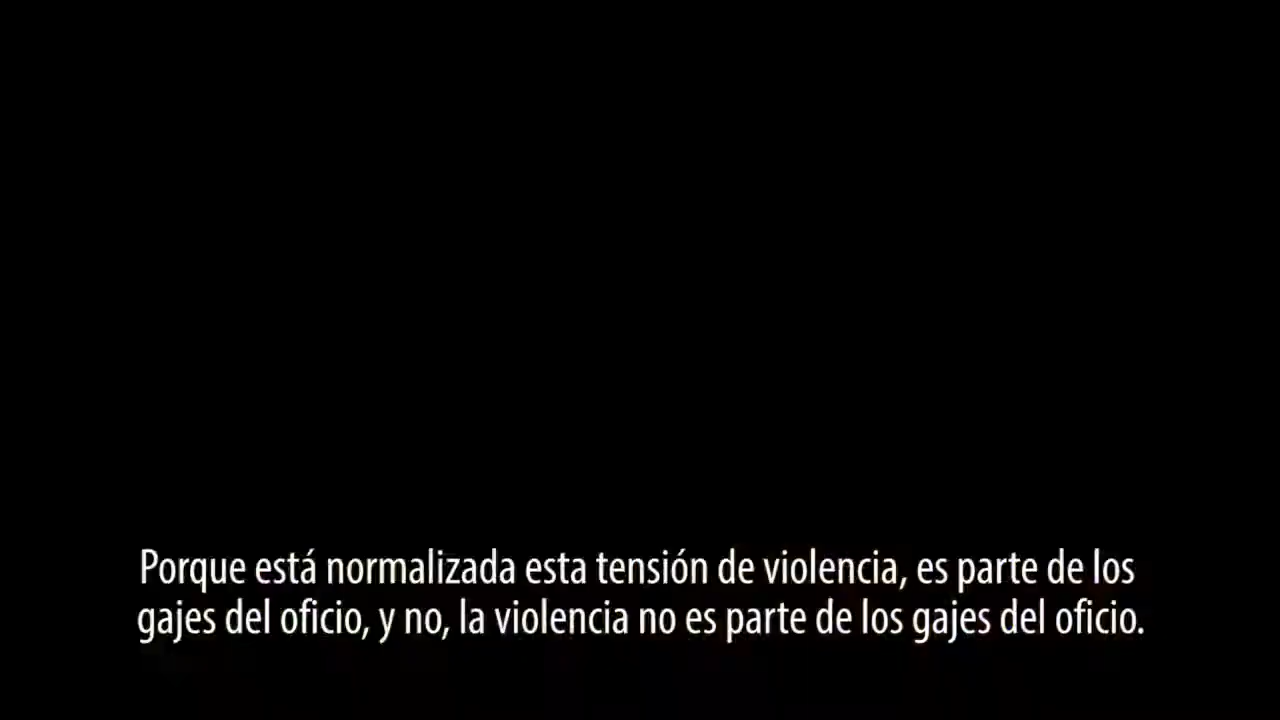 Porque está normalizada esta tensión de violencia, es parte de los
gajes del oficio, y no, la violencia no es parte de los gajes del oficio.